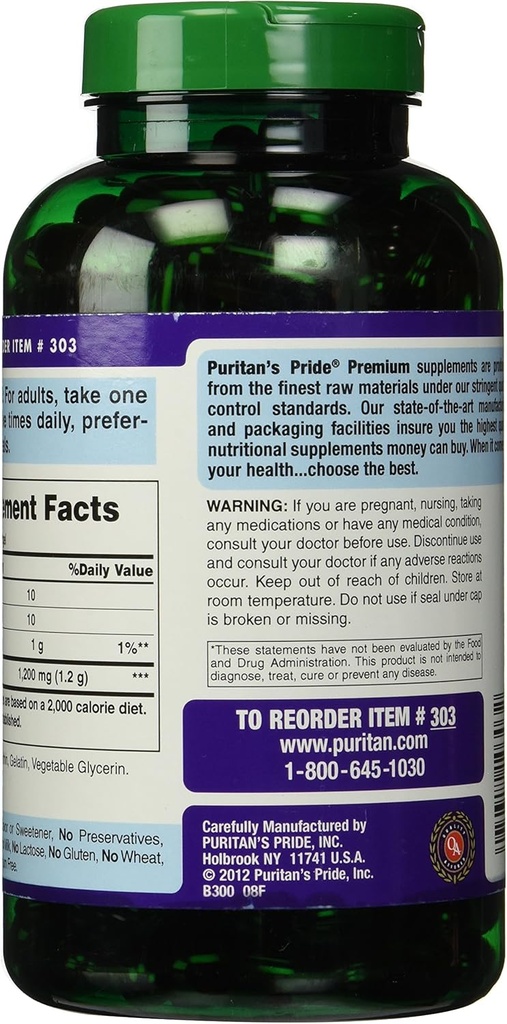 ER ITEM # 303
For adults, take one
times daily, prefer-
ment Facts
%Daily Value
10
10
1 g 1%**
1,200 mg (1.2 g) ***
are based on a 2,000 calorie diet.
Gelatin, Vegetable Glycerin.
or Sweetener, No Preservatives,
Milk, No Lactose, No Gluten, No Wheat,
Free.
Puritan's Pride® Premium supplements are
from the finest raw materials under our stringent
control standards. Our state-of-the-art
and packaging facilities insure you the highest
nutritional supplements money can buy. When it
your health...choose the best.
WARNING: If you are pregnant, nursing, taking
any medications or have any medical condition,
consult your doctor before use. Discontinue use
and consult your doctor if any adverse reactions
occur. Keep out of reach of children. Store at
room temperature. Do not use if seal under cap
is broken or missing.
*These statements have not been evaluated by the Food
and Drug Administration. This product is not intended to
diagnose, treat, cure or prevent any disease.
TO REORDER ITEM # 303
www.puritan.com
1-800-645-1030
Carefully Manufactured by
PURITAN'S PRIDE, INC.
Holbrook NY 11741 U.S.A.
© 2012 Puritan's Pride, Inc.
B300 08F
QA